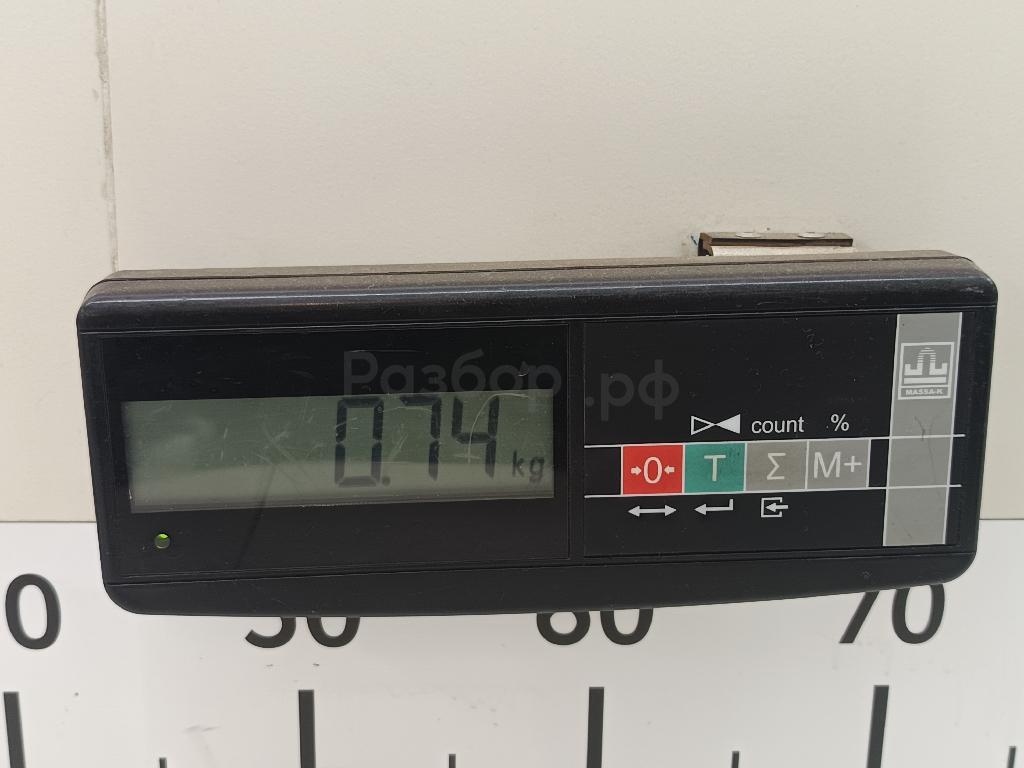 Разбор.рф
0.74 kg
MASSA-K
count %
→0← T Σ M+
0 50 60 70